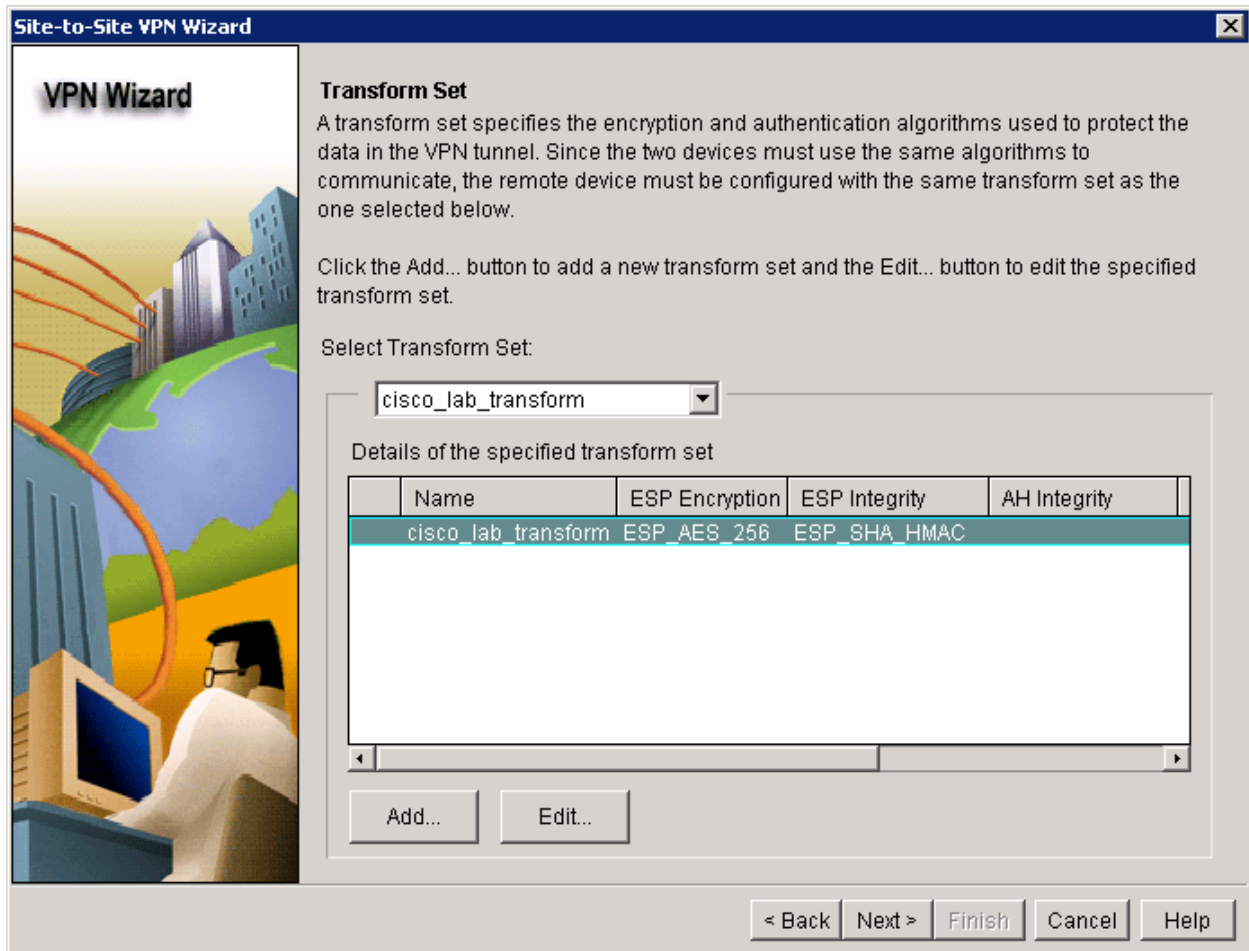 Site-to-Site VPN Wizard
VPN Wizard
Transform Set
A transform set specifies the encryption and authentication algorithms used to protect the
data in the VPN tunnel. Since the two devices must use the same algorithms to
communicate, the remote device must be configured with the same transform set as the
one selected below.
Click the Add... button to add a new transform set and the Edit... button to edit the specified
transform set.
Select Transform Set:
cisco_lab_transform
Details of the specified transform set
Name ESP Encryption ESP Integrity AH Integrity
cisco_lab_transform ESP_AES_256 ESP_SHA_HMAC
Add... Edit...
< Back Next > Finish Cancel Help